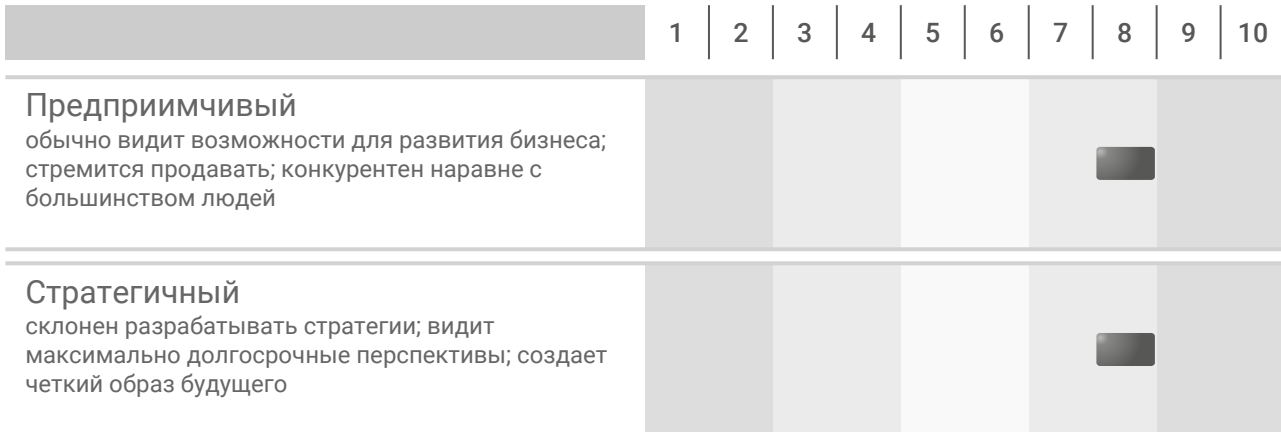 1 2 3 4 5 6 7 8 9 10
Предприимчивый
обычно видит возможности для развития бизнеса;
стремится продавать; конкурентен наравне с
большинством людей
Стратегичный
склонен разрабатывать стратегии; видит
максимально долгосрочные перспективы; создает
четкий образ будущего